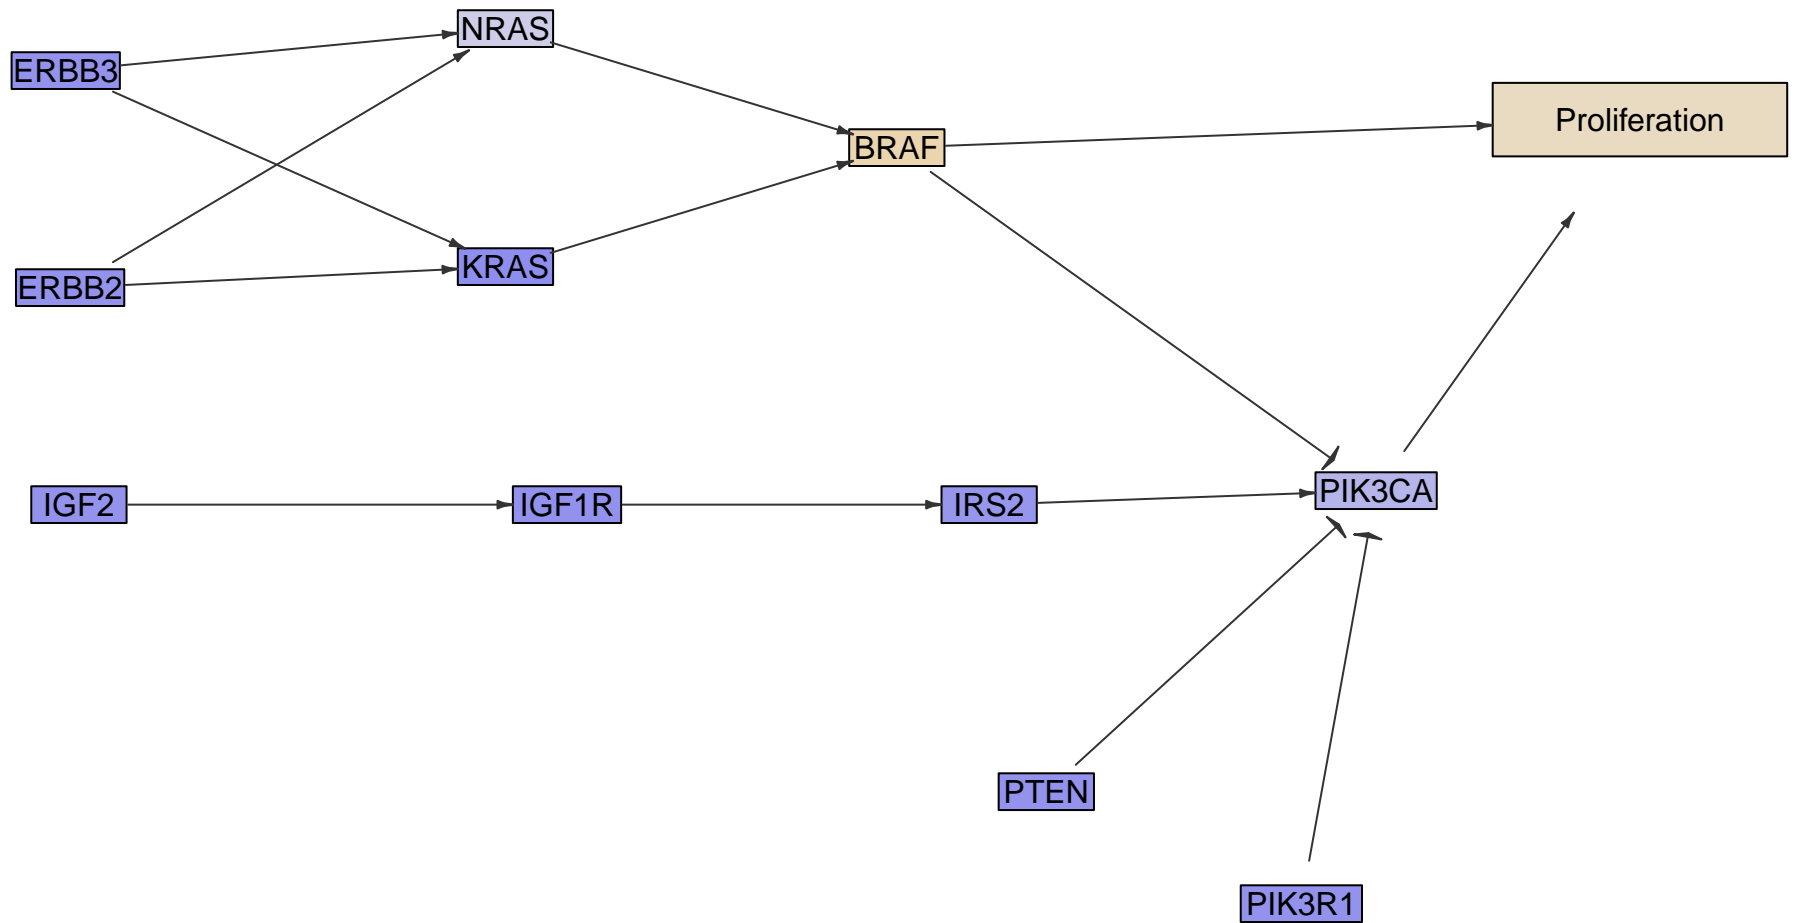 NRAS
ERBB3
Proliferation
BRAF
KRAS
ERBB2
PIK3CA
IGF2
IGF1R
IRS2
PTEN
PIK3R1